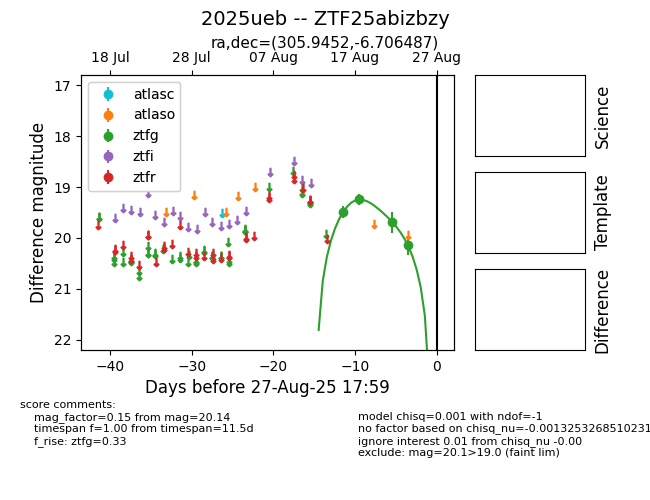 2025ueb -- ZTF25abizbzy
ra,dec=(305.9452,-6.706487)
18 Jul 28 Jul 07 Aug 17 Aug 27 Aug
17
18
19
20
21
22
Difference magnitude
atlasc
atlaso
ztfg
ztfi
ztfr
−40 −30 −20 −10 0
Days before 27-Aug-25 17:59
Science
Template
Difference
score comments:
mag_factor=0.15 from mag=20.14
timespan f=1.00 from timespan=11.5d
f_rise: ztfg=0.33
model chisq=0.001 with ndof=-1
no factor based on chisq_nu=-0.0013253268510231
ignore interest 0.01 from chisq_nu -0.00
exclude: mag=20.1>19.0 (faint lim)